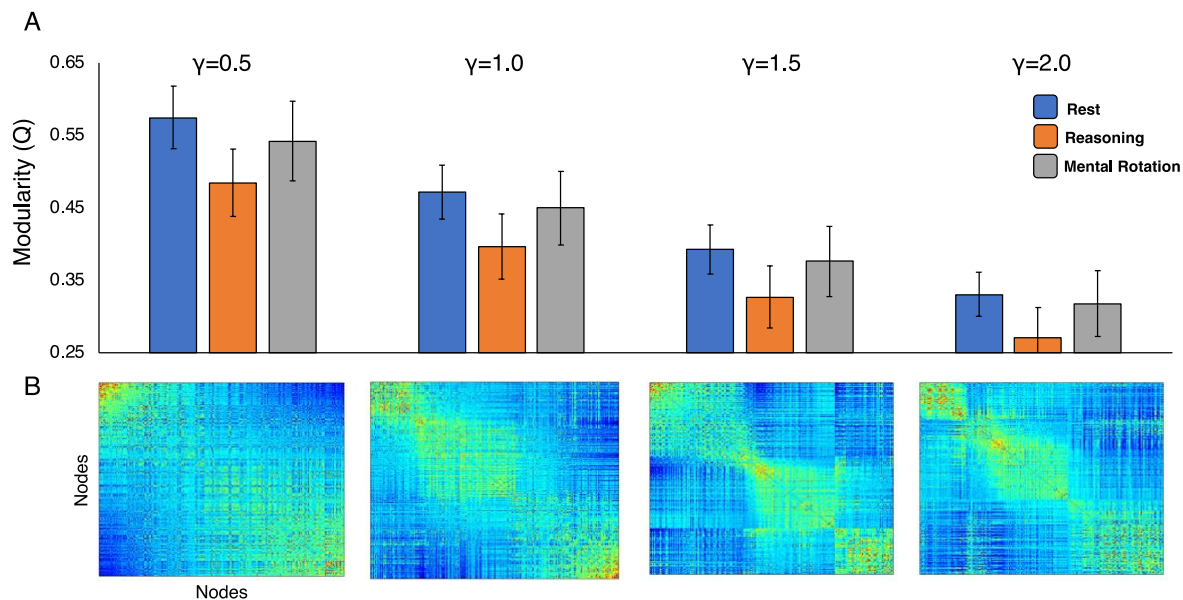 A
γ=0.5 γ=1.0 γ=1.5 γ=2.0
0.65
0.55
0.45
0.35
0.25
Modularity (Q)
Rest
Reasoning
Mental Rotation
B
Nodes
Nodes